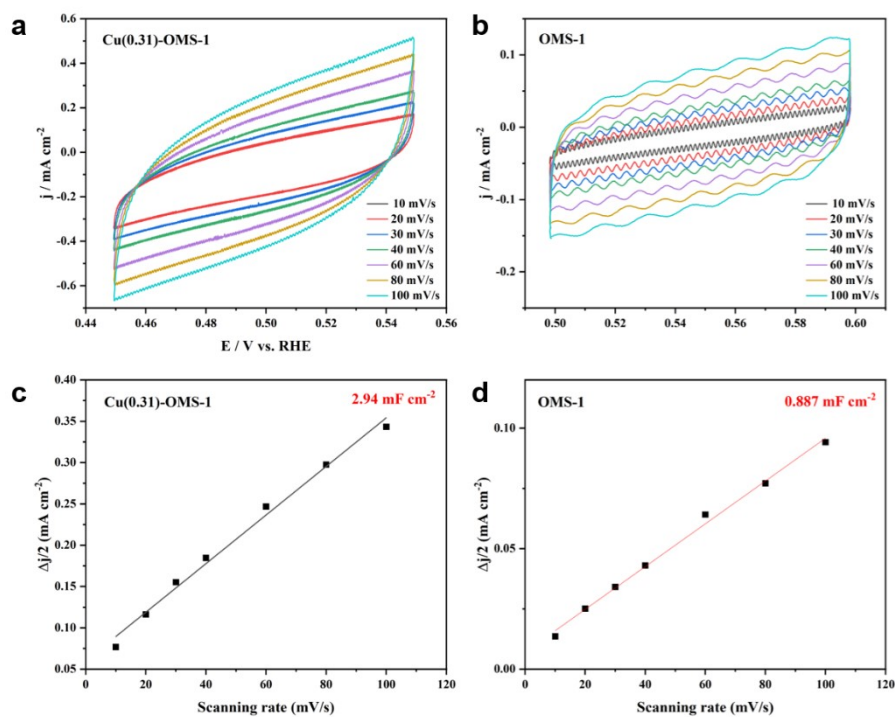 a
Cu(0.31)-OMS-1
0.6
0.4
0.2
0.0
-0.2
-0.4
-0.6
j / mA cm-2
10 mV/s
20 mV/s
30 mV/s
40 mV/s
60 mV/s
80 mV/s
100 mV/s
0.44
0.46
0.48
0.50
0.52
0.54
0.56
E / V vs. RHE
b
OMS-1
0.1
0.0
-0.1
-0.2
j / mA cm-2
10 mV/s
20 mV/s
30 mV/s
40 mV/s
60 mV/s
80 mV/s
100 mV/s
0.50
0.52
0.54
0.56
0.58
0.60
c
Cu(0.31)-OMS-1
2.94 mF cm-2
0.40
0.35
0.30
0.25
0.20
0.15
0.10
0.05
Δj/2 (mA cm-2)
0
20
40
60
80
100
120
Scanning rate (mV/s)
d
OMS-1
0.887 mF cm-2
0.10
0.05
0.00
Δj/2 (mA cm-2)
0
20
40
60
80
100
120
Scanning rate (mV/s)